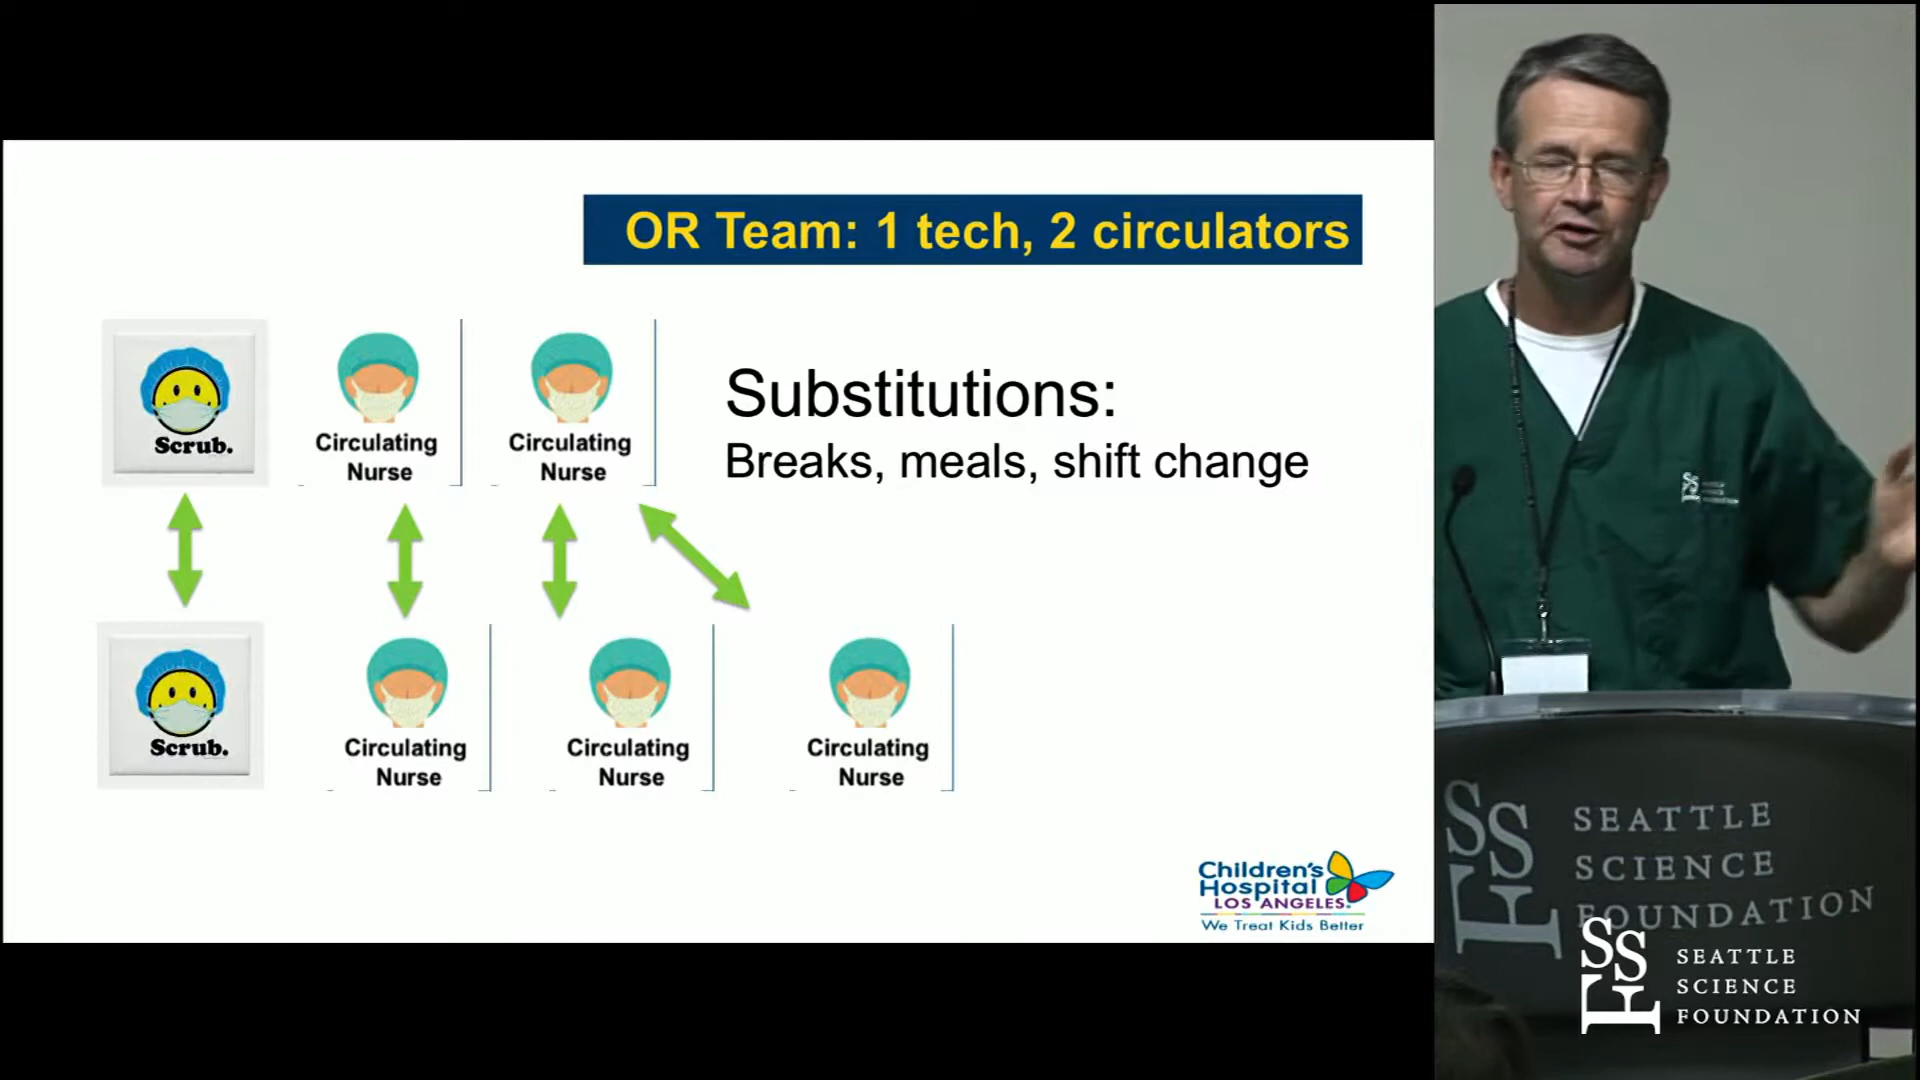 OR Team: 1 tech, 2 circulators
Scrub.
Circulating
Nurse
Circulating
Nurse
Substitutions:
Breaks, meals, shift change
Scrub.
Circulating
Nurse
Circulating
Nurse
Circulating
Nurse
Children's
Hospital
LOS ANGELES
We Treat Kids Better
SSF
SEATTLE
SCIENCE
FOUNDATION
SSF
SEATTLE
SCIENCE
FOUNDATION